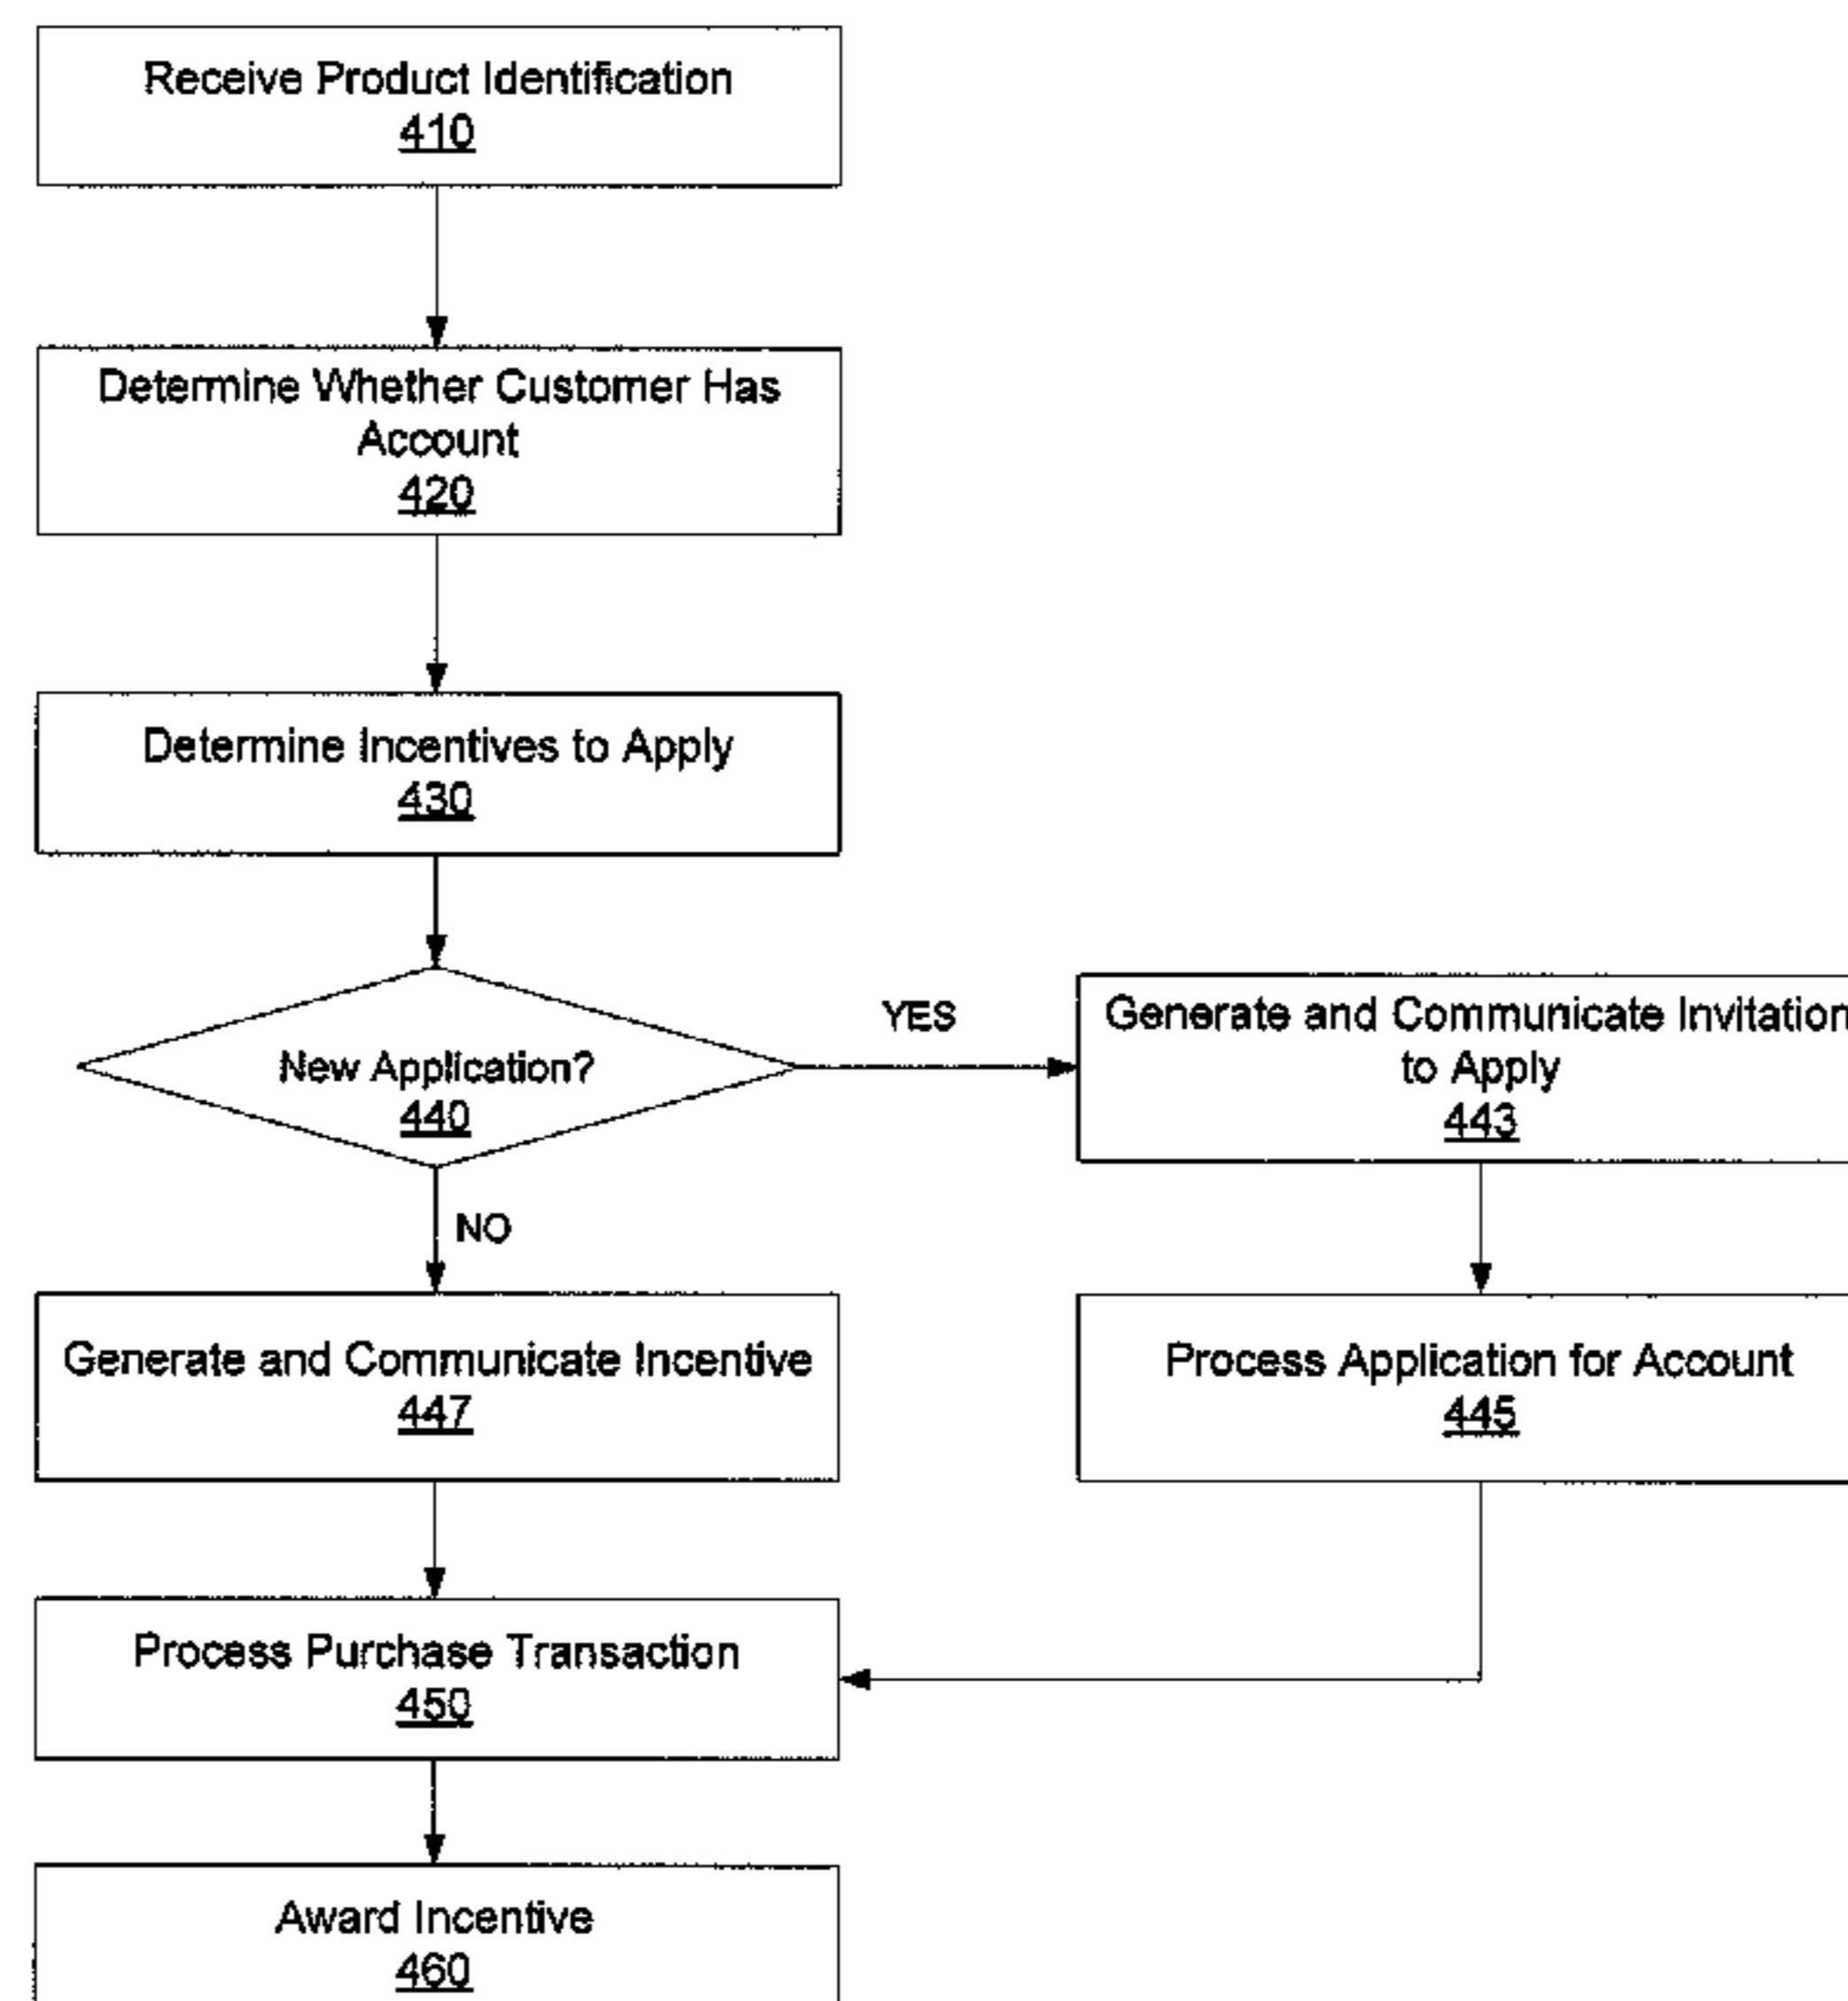 Receive Product Identification
410
Determine Whether Customer Has
Account
420
Determine Incentives to Apply
430
New Application?
440
YES
Generate and Communicate Invitation
to Apply
443
NO
Generate and Communicate Incentive
447
Process Application for Account
445
Process Purchase Transaction
450
Award Incentive
460